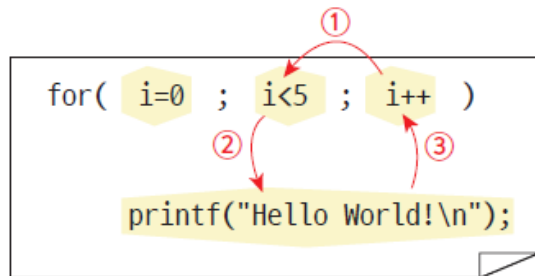 ①
for( i=0 ; i<5 ; i++ )
② ③
printf("Hello World!\n");